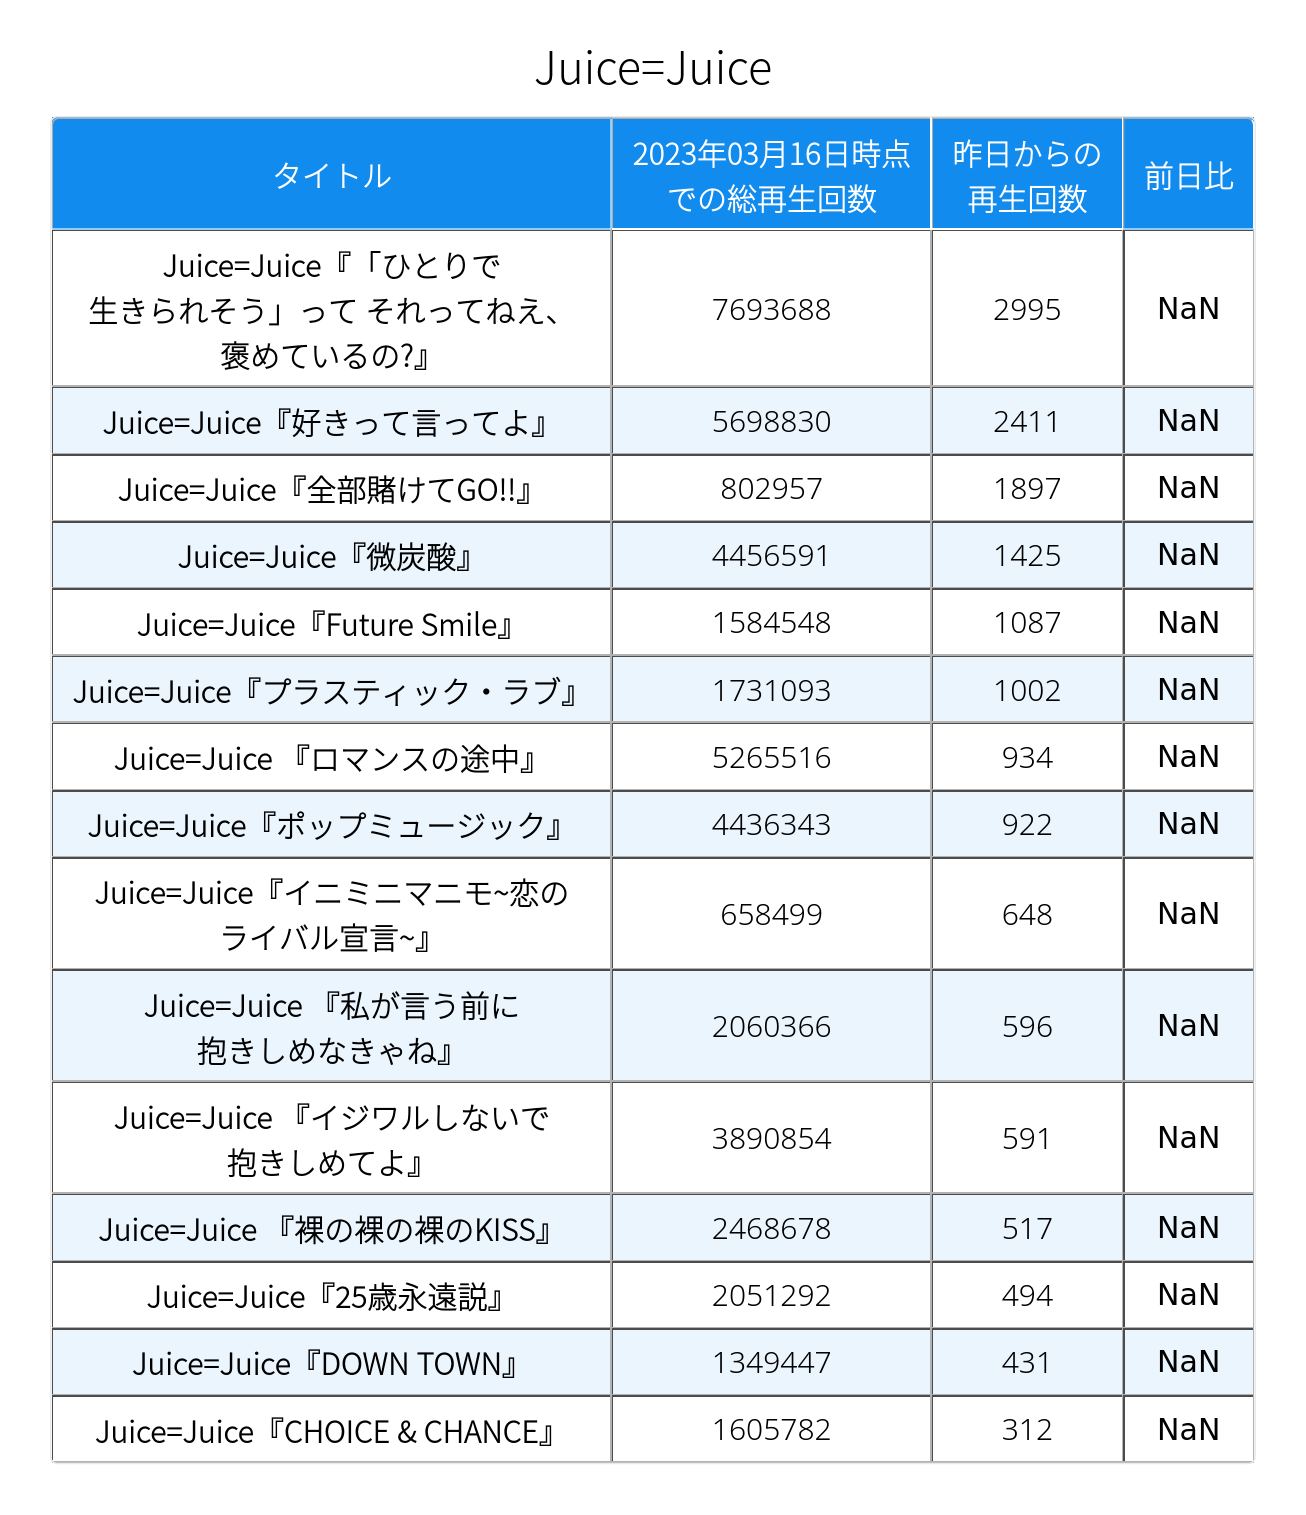 Juice=Juice
タイトル
2023年03月16日時点
での総再生回数
昨日からの
再生回数
前日比
Juice=Juice『「ひとりで
生きられそう」って それってねえ、
褒めているの?』
7693688
2995
NaN
Juice=Juice『好きって言ってよ』
5698830
2411
NaN
Juice=Juice『全部賭けてGO!!』
802957
1897
NaN
Juice=Juice『微炭酸』
4456591
1425
NaN
Juice=Juice『Future Smile』
1584548
1087
NaN
Juice=Juice『プラスティック・ラブ』
1731093
1002
NaN
Juice=Juice 『ロマンスの途中』
5265516
934
NaN
Juice=Juice『ポップミュージック』
4436343
922
NaN
Juice=Juice『イニミニマニモ~恋の
ライバル宣言~』
658499
648
NaN
Juice=Juice 『私が言う前に
抱きしめなきゃね』
2060366
596
NaN
Juice=Juice 『イジワルしないで
抱きしめてよ』
3890854
591
NaN
Juice=Juice 『裸の裸の裸のKISS』
2468678
517
NaN
Juice=Juice『25歳永遠説』
2051292
494
NaN
Juice=Juice『DOWN TOWN』
1349447
431
NaN
Juice=Juice『CHOICE & CHANCE』
1605782
312
NaN